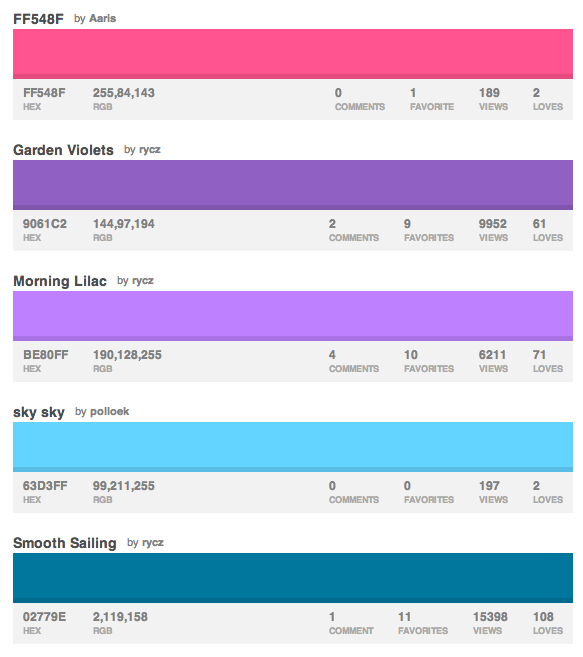 FF548F by Aaris
FF548F 255,84,143 0 1 189 2
HEX RGB COMMENTS FAVORITE VIEWS LOVES
Garden Violets by rycz
9061C2 144,97,194 2 9 9952 61
HEX RGB COMMENTS FAVORITES VIEWS LOVES
Morning Lilac by rycz
BE80FF 190,128,255 4 10 6211 71
HEX RGB COMMENTS FAVORITES VIEWS LOVES
sky sky by polloek
63D3FF 99,211,255 0 0 197 2
HEX RGB COMMENTS FAVORITES VIEWS LOVES
Smooth Sailing by rycz
02779E 2,119,158 1 11 15398 108
HEX RGB COMMENT FAVORITES VIEWS LOVES